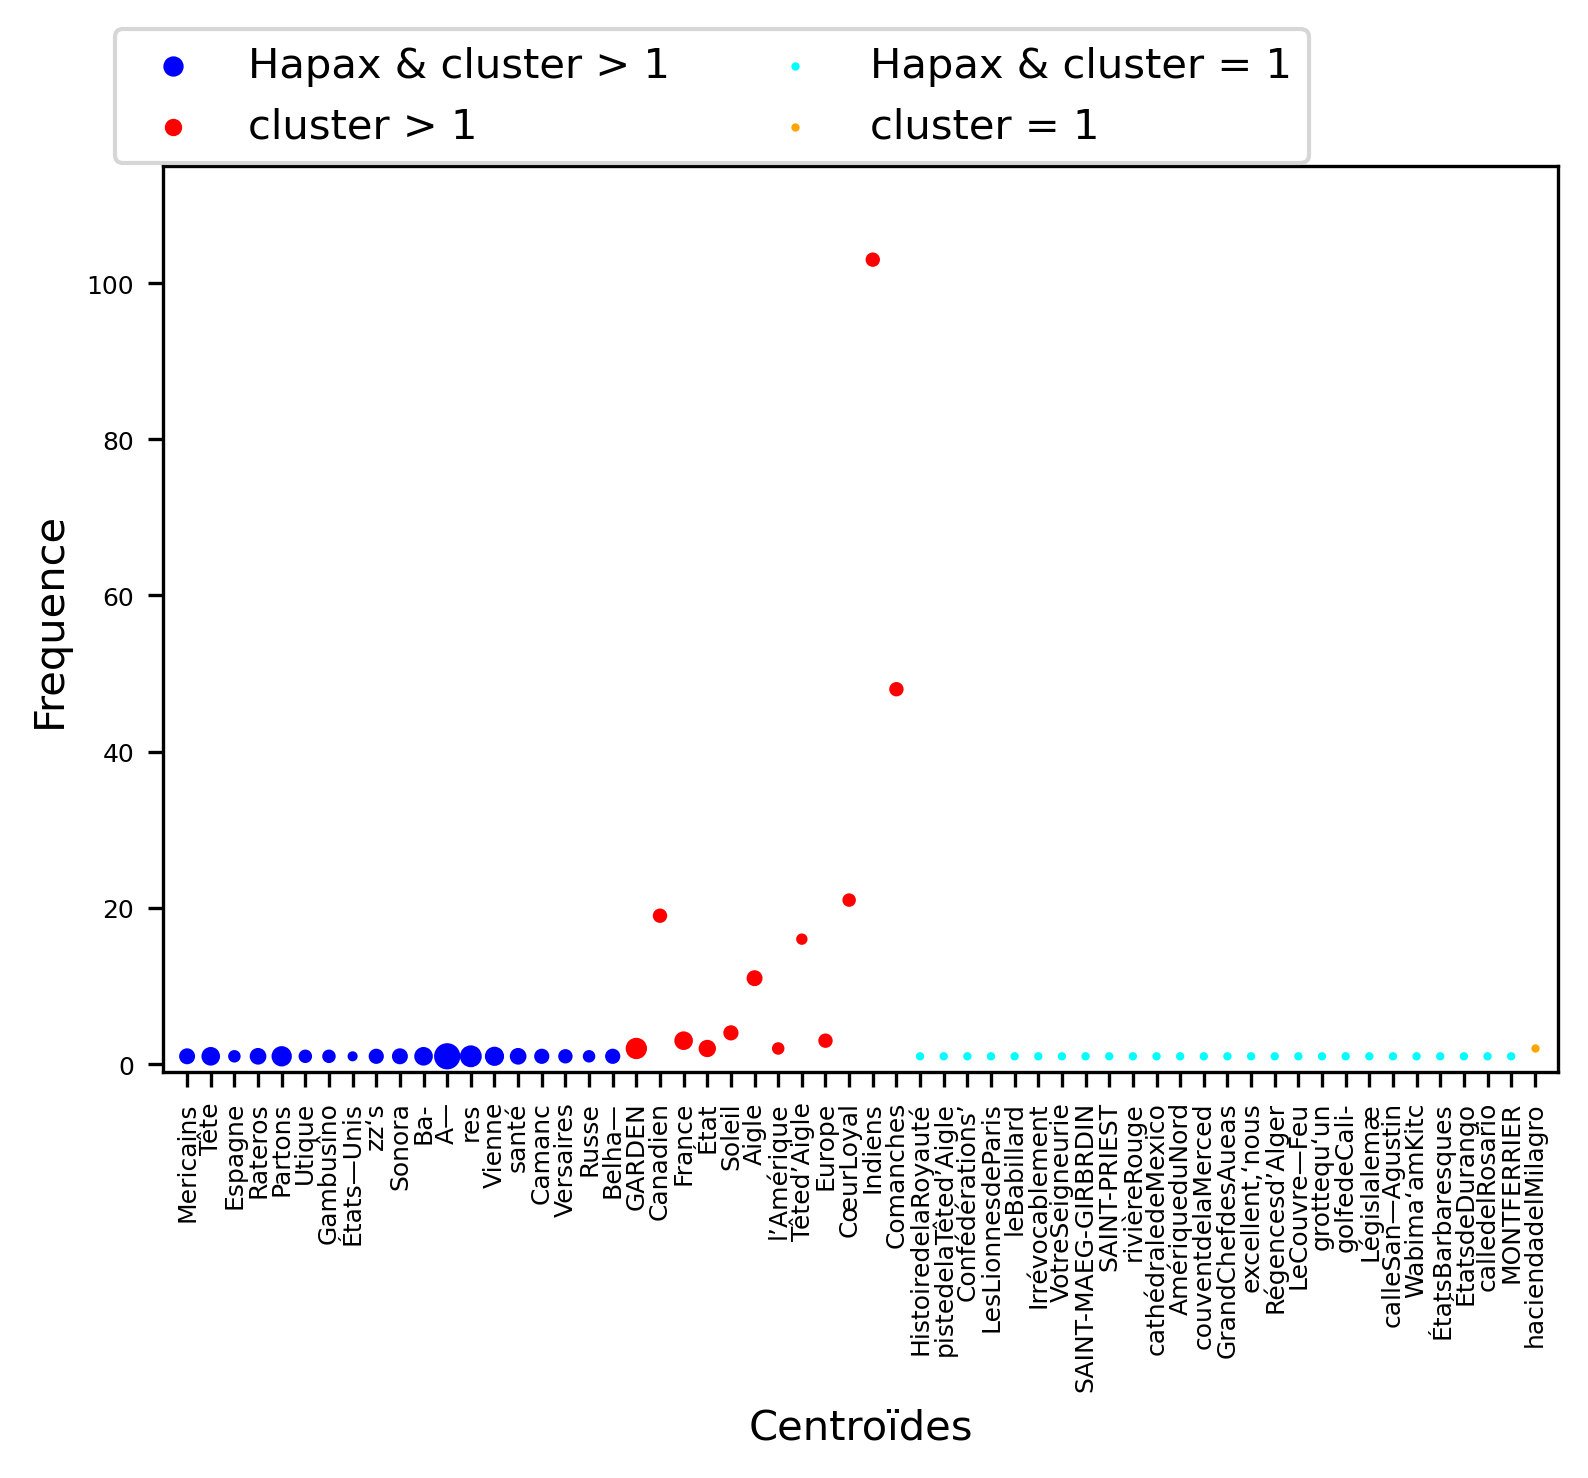 Hapax & cluster > 1
cluster > 1
Hapax & cluster = 1
cluster = 1
Frequence
100
80
60
40
20
0
Mericains
Tête
Espagne
Rateros
Partons
Utique
Gambusîno
États—Unis
zz‘s
Sonora
Ba-
A—
res
Vienne
santé
Camanc
Versaires
Russe
Belha—
GARDEN
Canadien
France
État
Soleil
Aigle
l’Amérique
Têted’Aigle
Europe
CœurLoyal
Indiens
Comanches
HistoiredelaRoyauté
pistedelaTêted’Aigle
Confédérations’
LesLionnesdeParis
leBabillard
Irrévocablement
VotreSeigneurie
SAINT-MAEG-GIRBRDIN
SAINT-PRIEST
rivièreRouge
cathédraledeMexico
AmériqueduNord
couventdelaMerced
GrandChefdesAueas
excellent,‘nous
Régencesd’Alger
LeCouvre—Feu
grottequ‘un
golfedeCali-
Législalemæ
calleSan—Agustin
Wabima‘amKitc
ÉtatsBarbaresques
ÉtatsdeDurango
calledelRosario
MONTFERRIER
haciendadelMilagro
Centroïdes